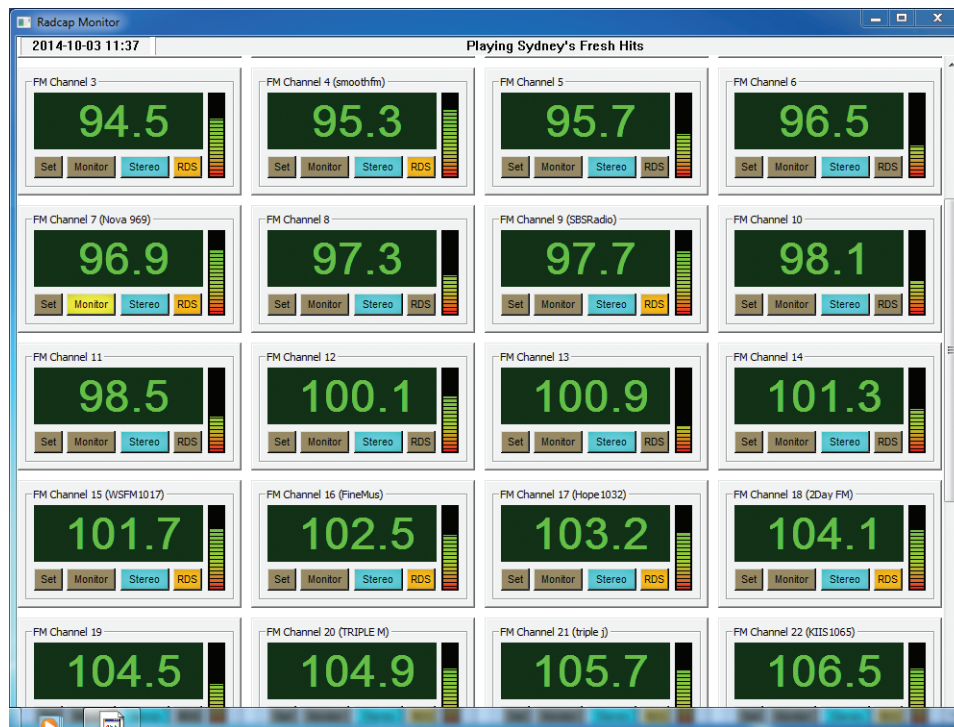 Radcap Monitor
2014-10-03 11:37 Playing Sydney's Fresh Hits
FM Channel 3 FM Channel 4 (smoothfm) FM Channel 5 FM Channel 6
94.5 95.3 95.7 96.5
Set Monitor Stereo RDS Set Monitor Stereo RDS Set Monitor Stereo RDS Set Monitor Stereo RDS
FM Channel 7 (Nova 969) FM Channel 8 FM Channel 9 (SBSRadio) FM Channel 10
96.9 97.3 97.7 98.1
Set Monitor Stereo RDS Set Monitor Stereo RDS Set Monitor Stereo RDS Set Monitor Stereo RDS
FM Channel 11 FM Channel 12 FM Channel 13 FM Channel 14
98.5 100.1 100.9 101.3
Set Monitor Stereo RDS Set Monitor Stereo RDS Set Monitor Stereo RDS Set Monitor Stereo RDS
FM Channel 15 (WSFM1017) FM Channel 16 (FineMus) FM Channel 17 (Hope1032) FM Channel 18 (2Day FM)
101.7 102.5 103.2 104.1
Set Monitor Stereo RDS Set Monitor Stereo RDS Set Monitor Stereo RDS Set Monitor Stereo RDS
FM Channel 19 FM Channel 20 (TRIPLE M) FM Channel 21 (triple j) FM Channel 22 (KIIS1065)
104.5 104.9 105.7 106.5